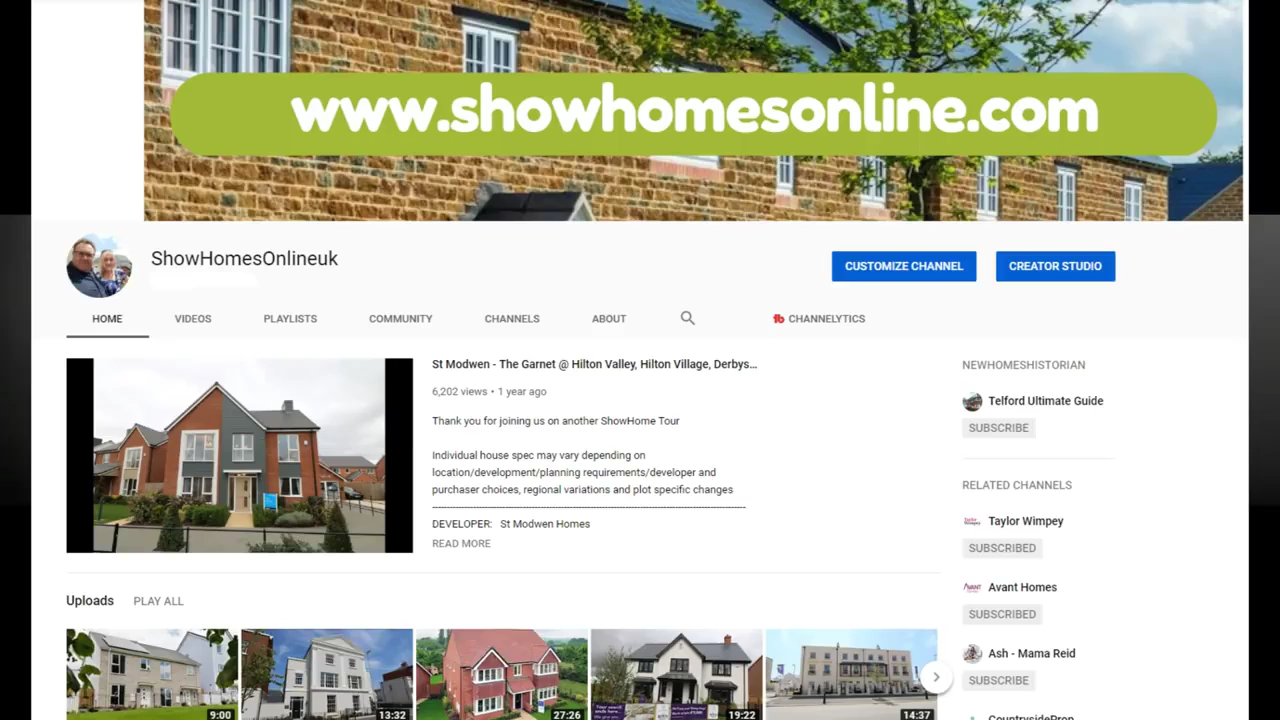 www.showhomesonline.com
ShowHomesOnlineuk
CUSTOMIZE CHANNEL
CREATOR STUDIO
HOME
VIDEOS
PLAYLISTS
COMMUNITY
CHANNELS
ABOUT
CHANNELYTICS
St Modwen - The Garnet @ Hilton Valley, Hilton Village, Derbys...
6,202 views • 1 year ago
Thank you for joining us on another ShowHome Tour
Individual house spec may vary depending on
location/development/planning requirements/developer and
purchaser choices, regional variations and plot specific changes
DEVELOPER: St Modwen Homes
READ MORE
NEWHOMESHISTORIAN
Telford Ultimate Guide
SUBSCRIBE
RELATED CHANNELS
Taylor Wimpey
SUBSCRIBED
Avant Homes
SUBSCRIBED
Ash - Mama Reid
SUBSCRIBE
CountrysideProp
Uploads PLAY ALL
9:00
13:32
27:26
19:22
14:37